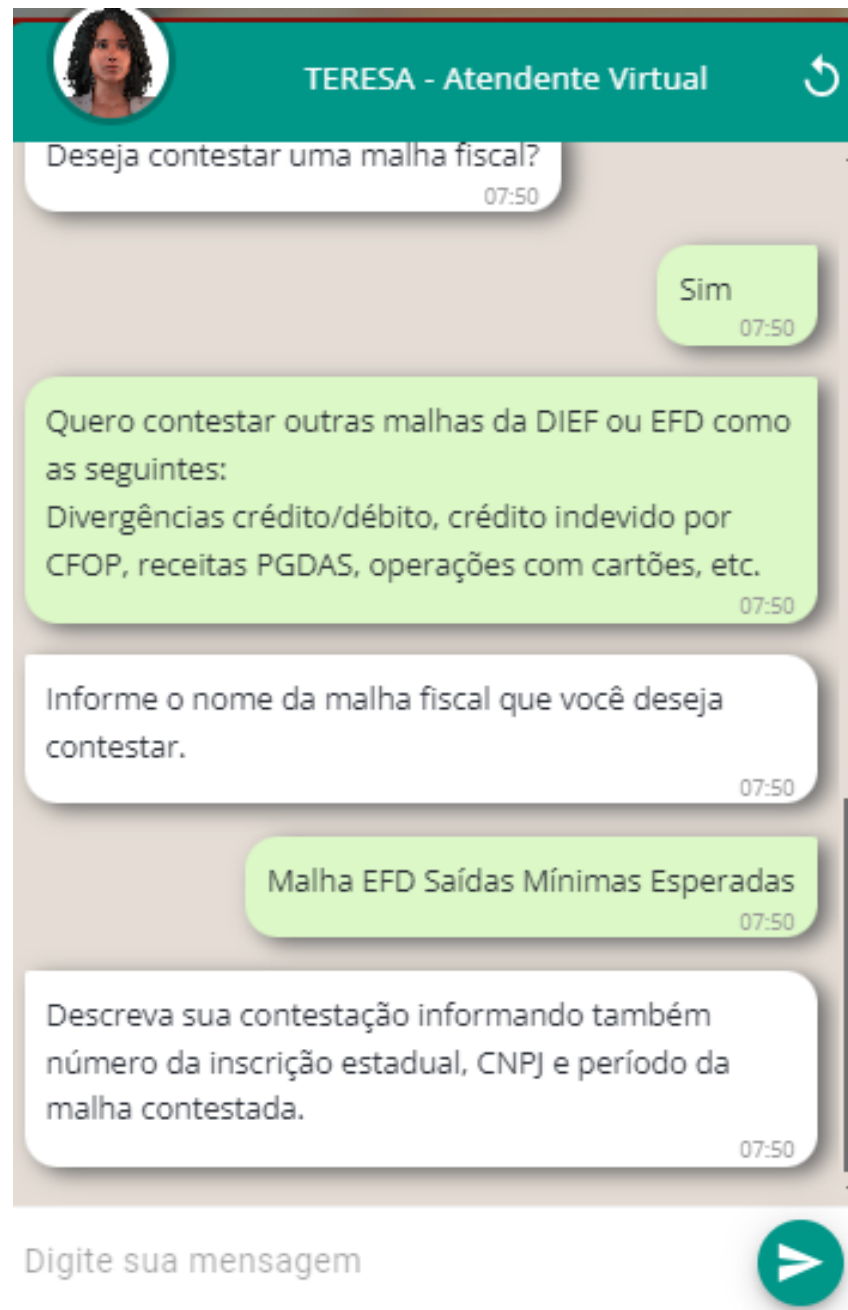 TERESA - Atendente Virtual
Deseja contestar uma malha fiscal?
07:50
Sim
07:50
Quero contestar outras malhas da DIEF ou EFD como
as seguintes:
Divergências crédito/débito, crédito indevido por
CFOP, receitas PGDAS, operações com cartões, etc.
07:50
Informe o nome da malha fiscal que você deseja
contestar.
07:50
Malha EFD Saídas Mínimas Esperadas
07:50
Descreva sua contestação informando também
número da inscrição estadual, CNPJ e período da
malha contestada.
07:50
Digite sua mensagem